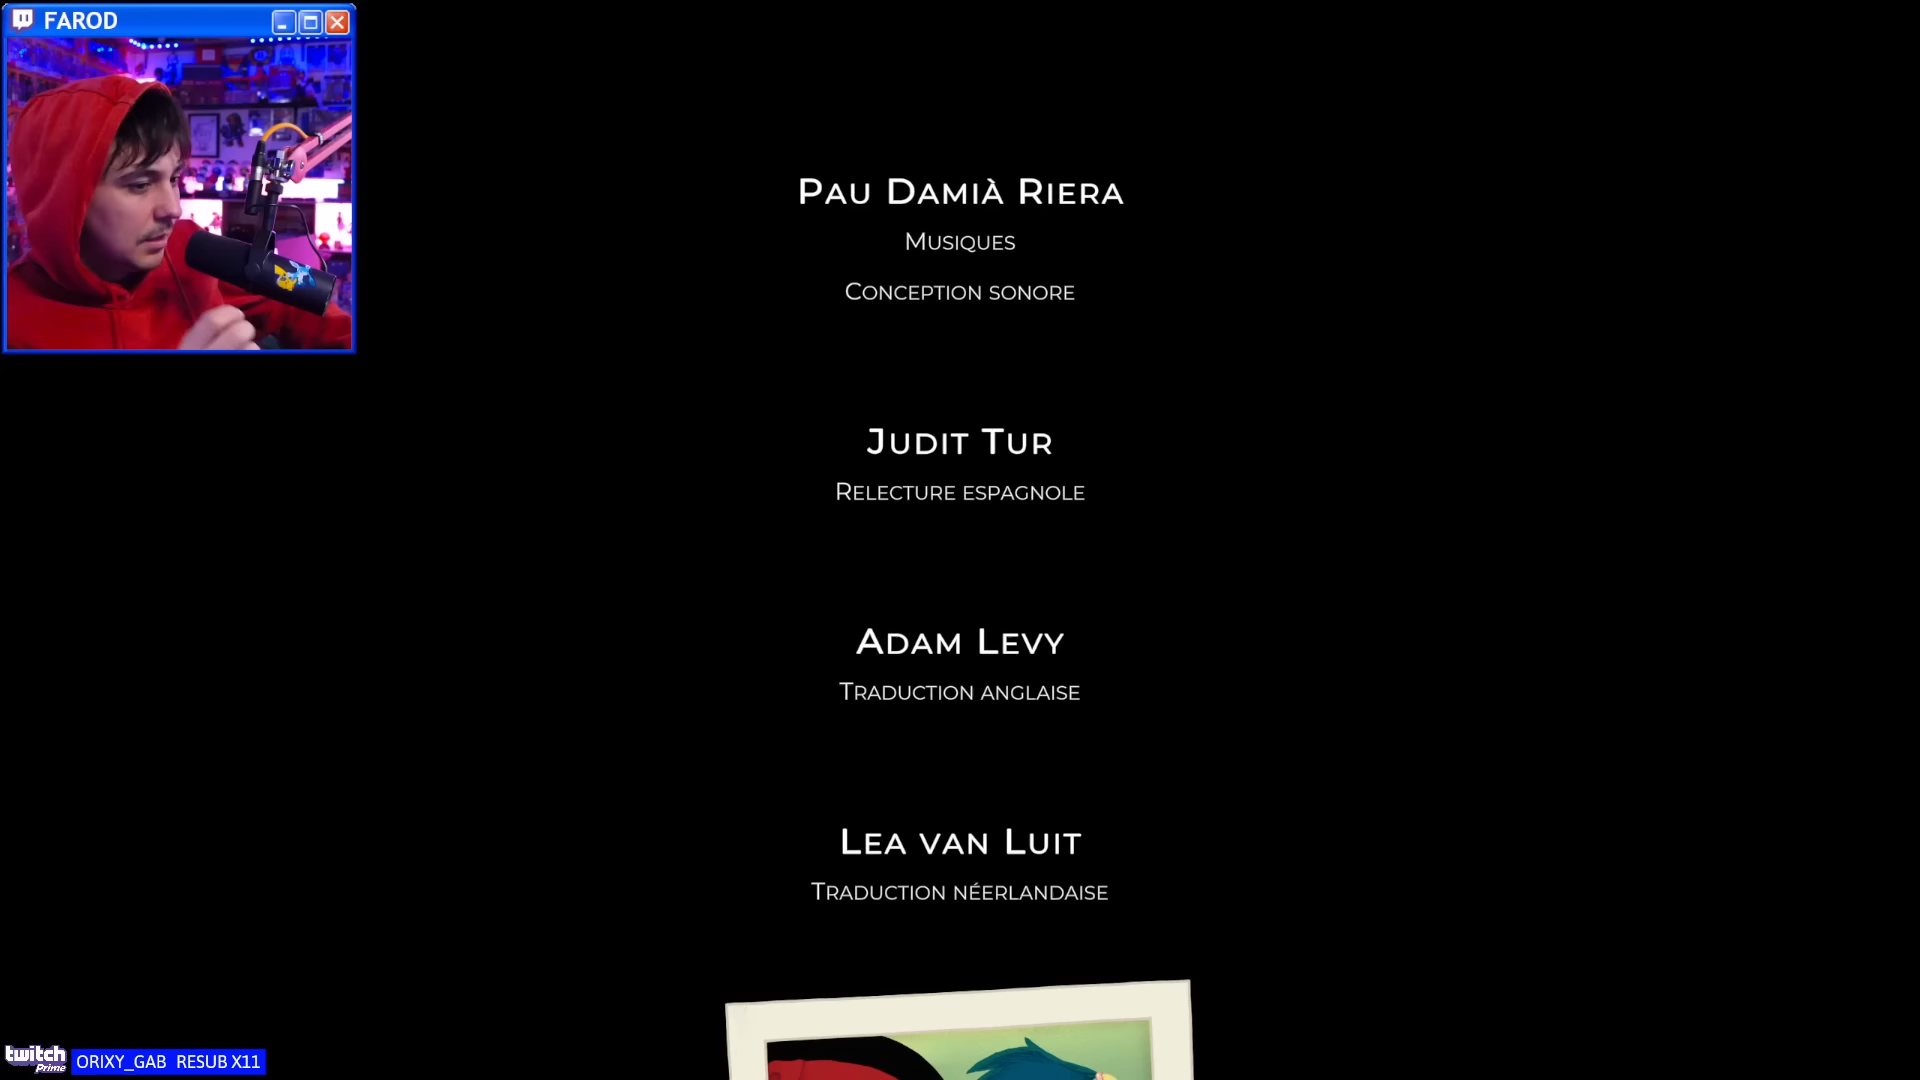 FAROD
PAU DAMIÀ RIERA
MUSIQUES
CONCEPTION SONORE
JUDIT TUR
RELECTURE ESPAGNOLE
ADAM LEVY
TRADUCTION ANGLAISE
LEA VAN LUIT
TRADUCTION NÉERLANDAISE
twitch
Prime
ORIXY_GAB RESUB X11